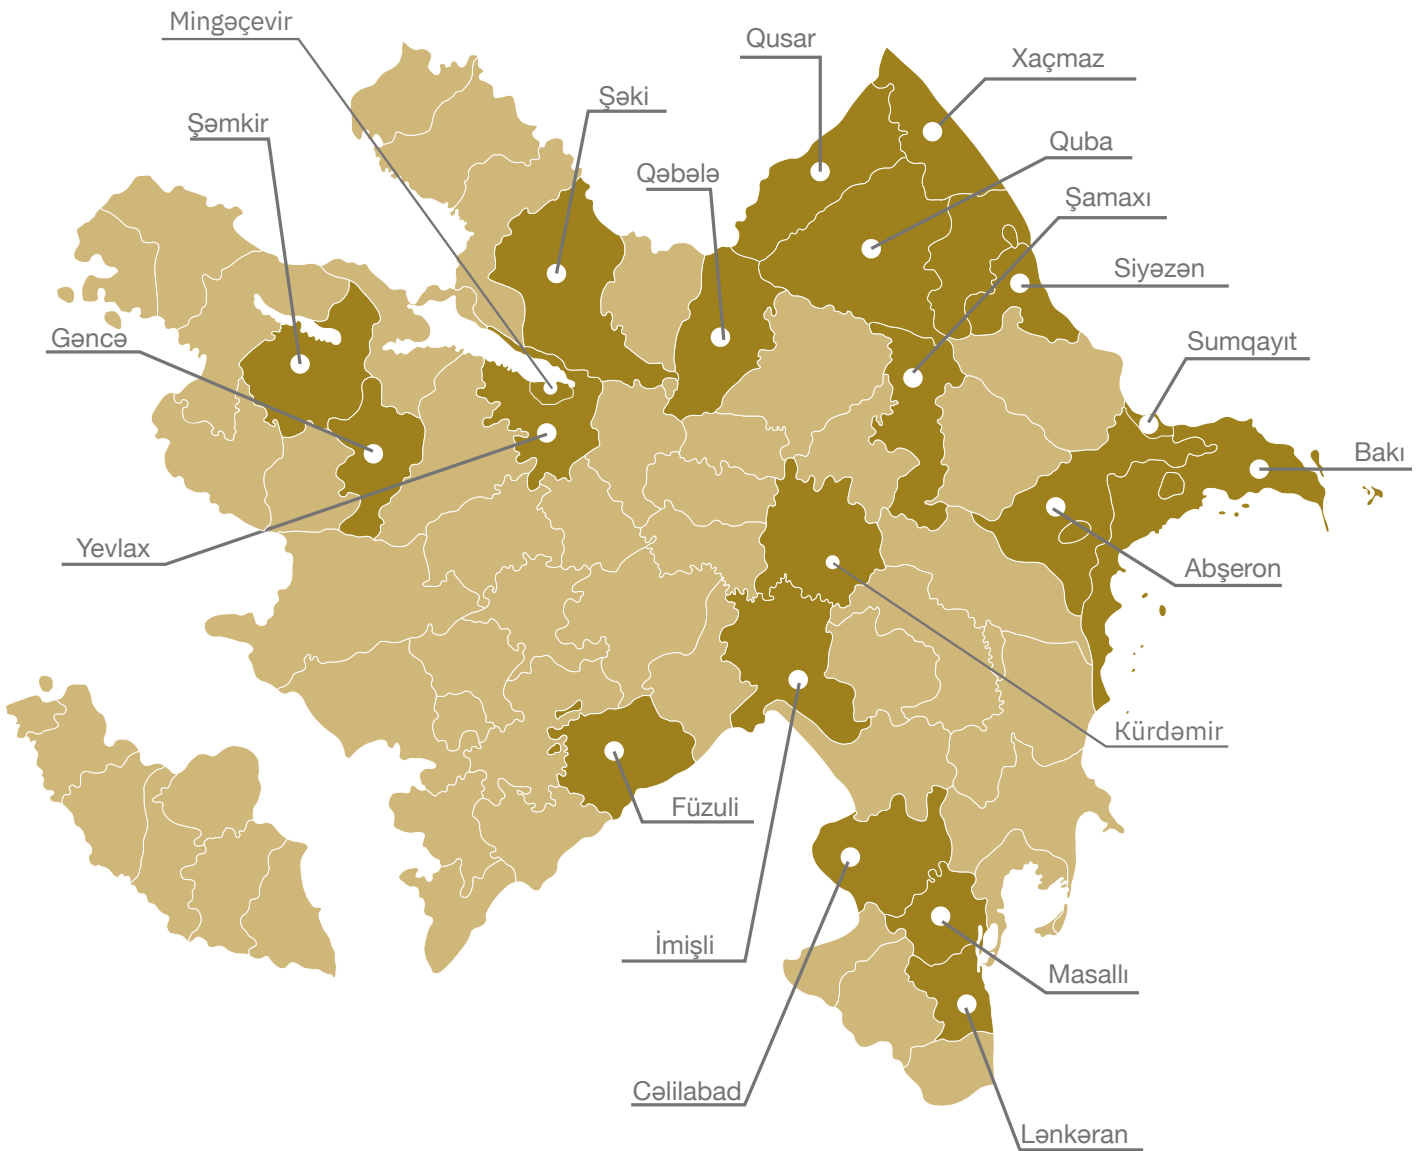 Mingəçevir
Qusar
Xaçmaz
Şəki
Şəmkir
Quba
Qəbələ
Şamaxı
Siyəzən
Gəncə
Sumqayıt
Bakı
Yevlax
Abşeron
Kürdəmir
Füzuli
İmişli
Masallı
Cəlilabad
Lənkəran